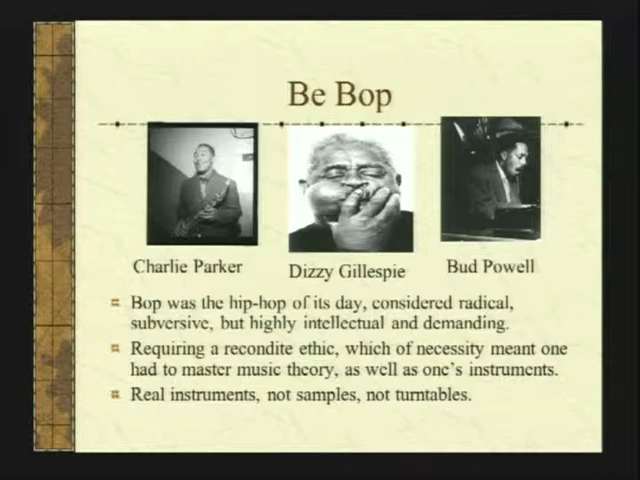 Be Bop
Charlie Parker
Dizzy Gillespie
Bud Powell
Bop was the hip-hop of its day, considered radical,
subversive, but highly intellectual and demanding.
Requiring a recondite ethic, which of necessity meant one
had to master music theory, as well as one's instruments.
Real instruments, not samples, not turntables.